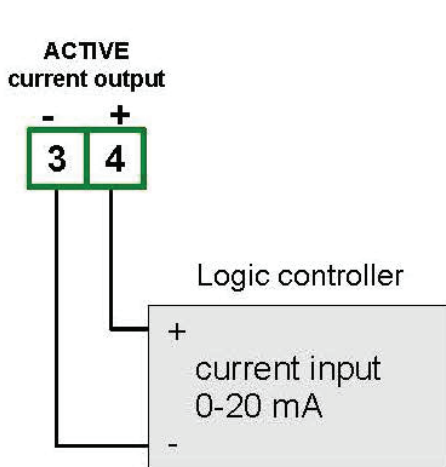 ACTIVE
current output
- +
3 4
Logic controller
+
current input
0-20 mA
-